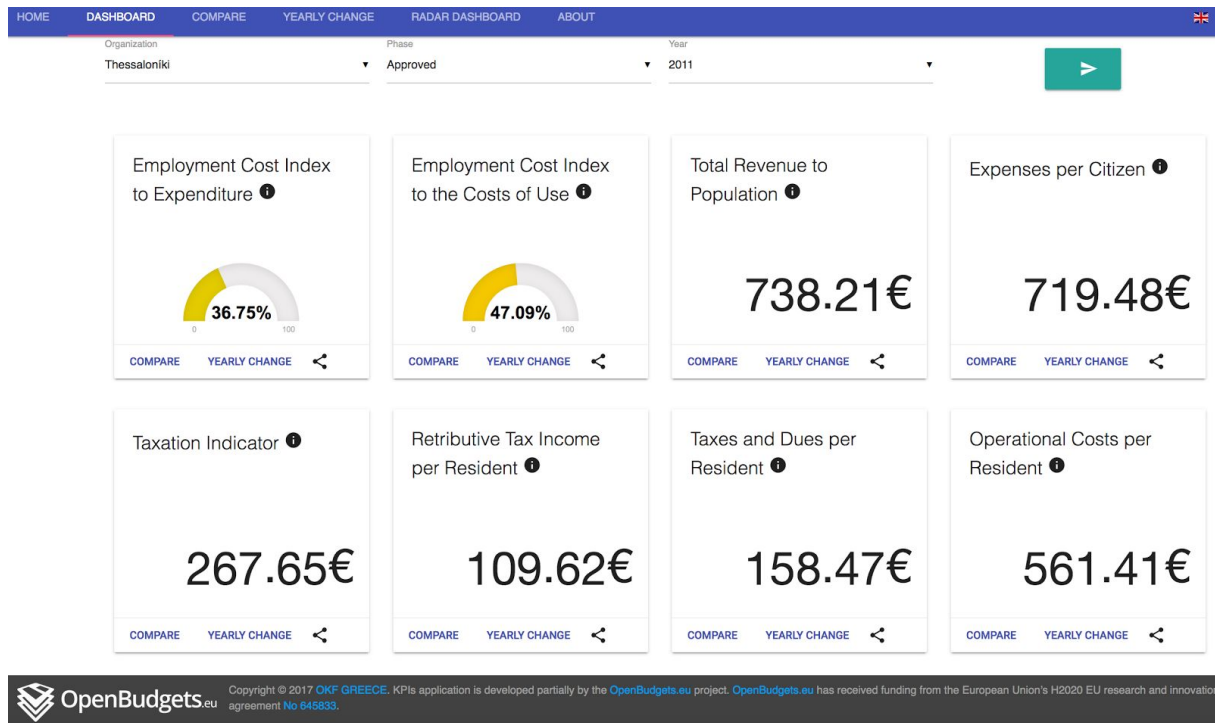 HOME DASHBOARD COMPARE YEARLY CHANGE RADAR DASHBOARD ABOUT
Organization Phase Year
Thessaloníki Approved 2011
Employment Cost Index
to Expenditure
36.75%
0 100
COMPARE YEARLY CHANGE
Employment Cost Index
to the Costs of Use
47.09%
0 100
COMPARE YEARLY CHANGE
Total Revenue to
Population
738.21€
COMPARE YEARLY CHANGE
Expenses per Citizen
719.48€
COMPARE YEARLY CHANGE
Taxation Indicator
267.65€
COMPARE YEARLY CHANGE
Retributive Tax Income
per Resident
109.62€
COMPARE YEARLY CHANGE
Taxes and Dues per
Resident
158.47€
COMPARE YEARLY CHANGE
Operational Costs per
Resident
561.41€
COMPARE YEARLY CHANGE
OpenBudgets.eu
Copyright © 2017 OKF GREECE. KPIs application is developed partially by the OpenBudgets.eu project. OpenBudgets.eu has received funding from the European Union's H2020 EU research and innovation
agreement No 645833.